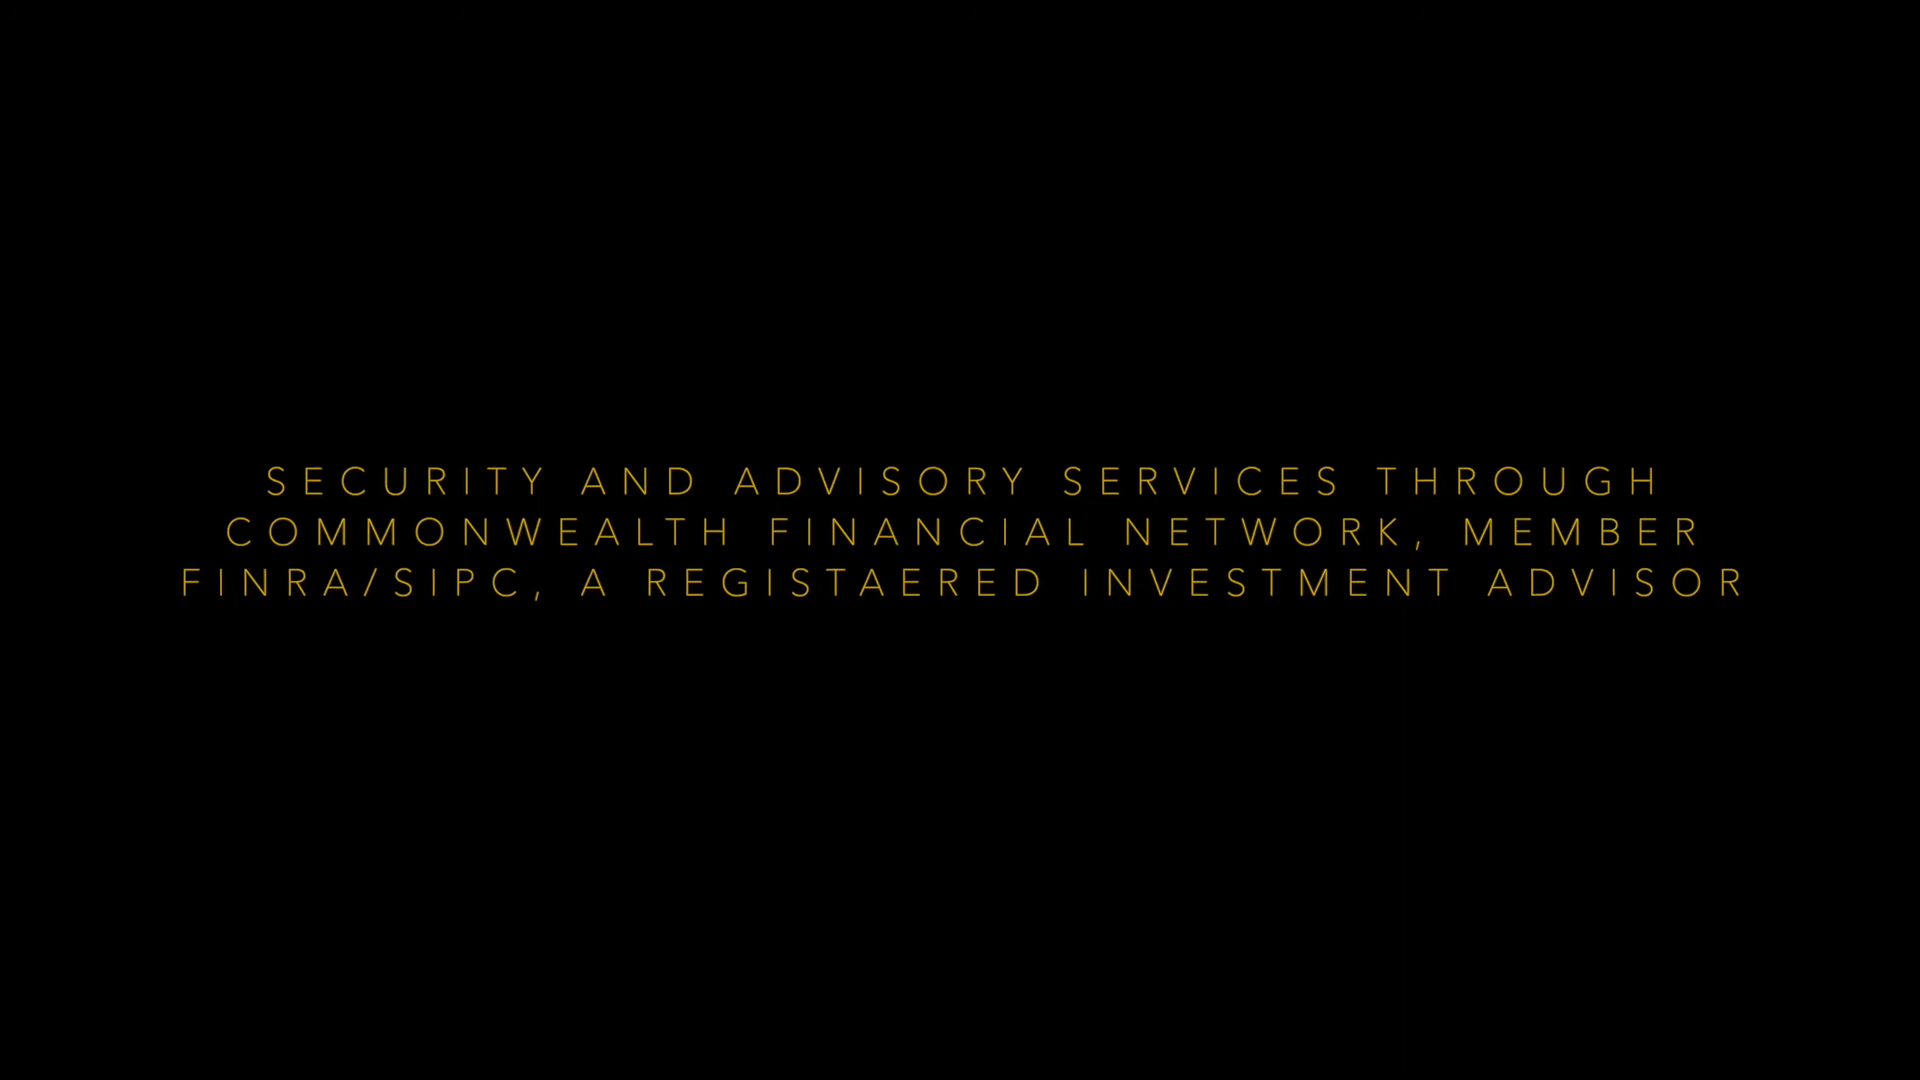 SECURITY AND ADVISORY SERVICES THROUGH
COMMONWEALTH FINANCIAL NETWORK, MEMBER
FINRA/SIPC, A REGISTAERED INVESTMENT ADVISOR